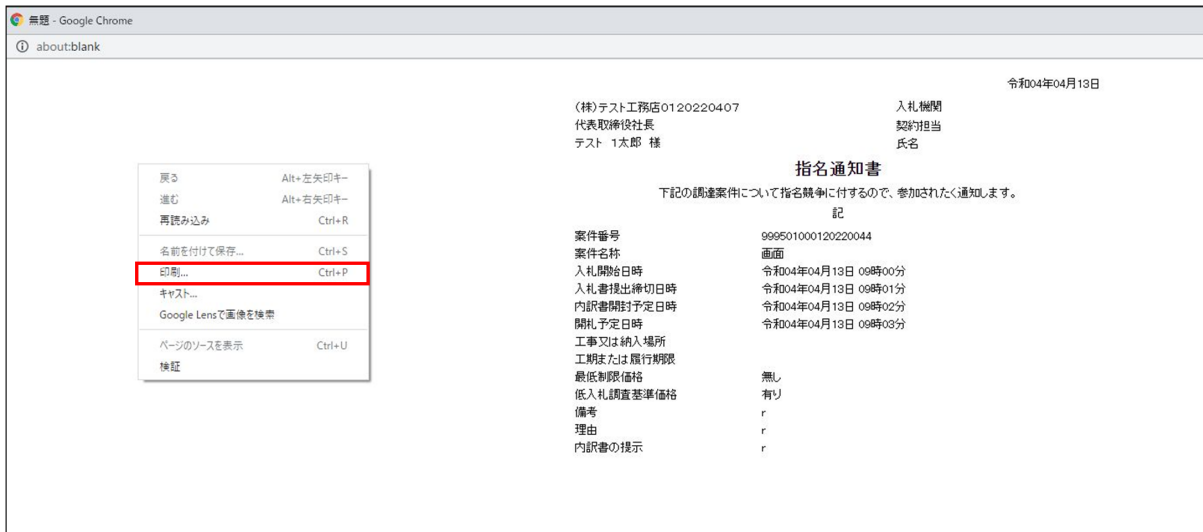 無題 - Google Chrome
about:blank
令和04年04月13日
(株)テスト工務店0120220407 入札機関
代表取締役社長 契約担当
テスト 1太郎 様 氏名
指名通知書
下記の調達案件について指名競争に付するので、参加されたく通知します。
記
案件番号 999501000120220044
案件名称 画面
入札開始日時 令和04年04月13日 09時00分
入札書提出締切日時 令和04年04月13日 09時01分
内訳書開封予定日時 令和04年04月13日 09時02分
開札予定日時 令和04年04月13日 09時03分
工事又は納入場所
工期または履行期限
最低制限価格 無し
低入札調査基準価格 有り
備考 r
理由 r
内訳書の提示 r
戻る Alt+左矢印キー
進む Alt+右矢印キー
再読み込み Ctrl+R
名前を付けて保存... Ctrl+S
印刷... Ctrl+P
キャスト...
Google Lensで画像を検索
ページのソースを表示 Ctrl+U
検証